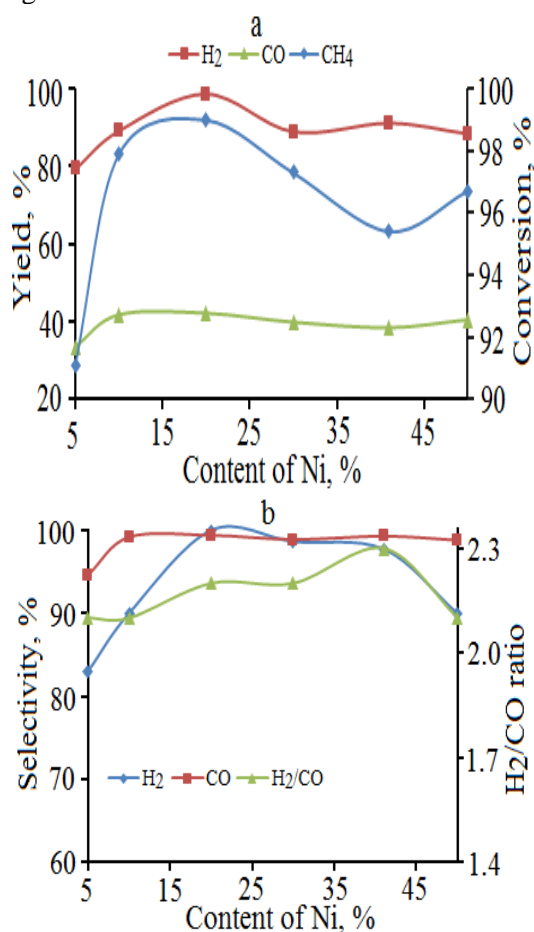 a
H2 CO CH4
100 100
80 98
60 96
40 94
20 92
90
Yield, %
Conversion, %
5 15 25 35 45
Content of Ni, %
b
100 2.3
90 2.0
80 1.7
70 1.4
60
Selectivity, %
H2/CO ratio
H2 CO H2/CO
5 15 25 35 45
Content of Ni, %